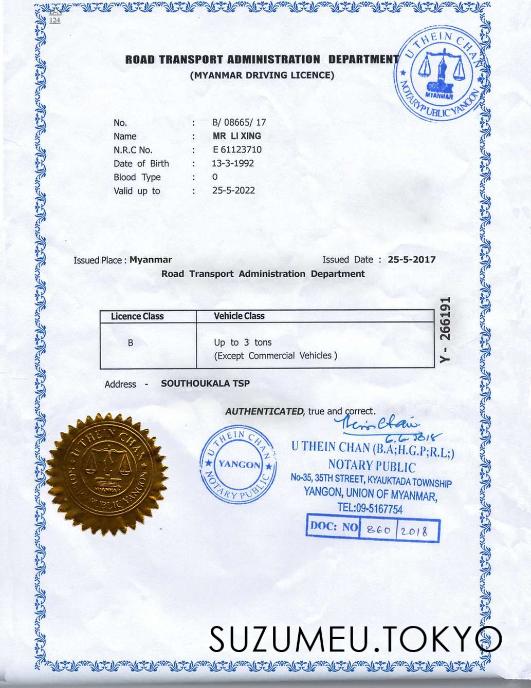 124
ROAD TRANSPORT ADMINISTRATION DEPARTMENT
(MYANMAR DRIVING LICENCE)
U THEIN CHAN
MYANMAR
NOTARY PUBLIC YANGON
No. : B/ 08665/ 17
Name : MR LI XING
N.R.C No. : E 61123710
Date of Birth : 13-3-1992
Blood Type : O
Valid up to : 25-5-2022
Issued Place : Myanmar Issued Date : 25-5-2017
Road Transport Administration Department
Licence Class Vehicle Class
B Up to 3 tons
(Except Commercial Vehicles )
Y - 266191
Address - SOUTHOUKALA TSP
AUTHENTICATED, true and correct.
Thein Chan
6.6.2018
U THEIN CHAN (B.A;H.G.P;R.L;)
NOTARY PUBLIC
No-35, 35TH STREET, KYAUKTADA TOWNSHIP
YANGON, UNION OF MYANMAR,
TEL:09-5167754
DOC: NO 860 2018
U THEIN CHAN
YANGON
NOTARY PUBLIC
U THEIN CHAN
SUZUMEU.TOKYO